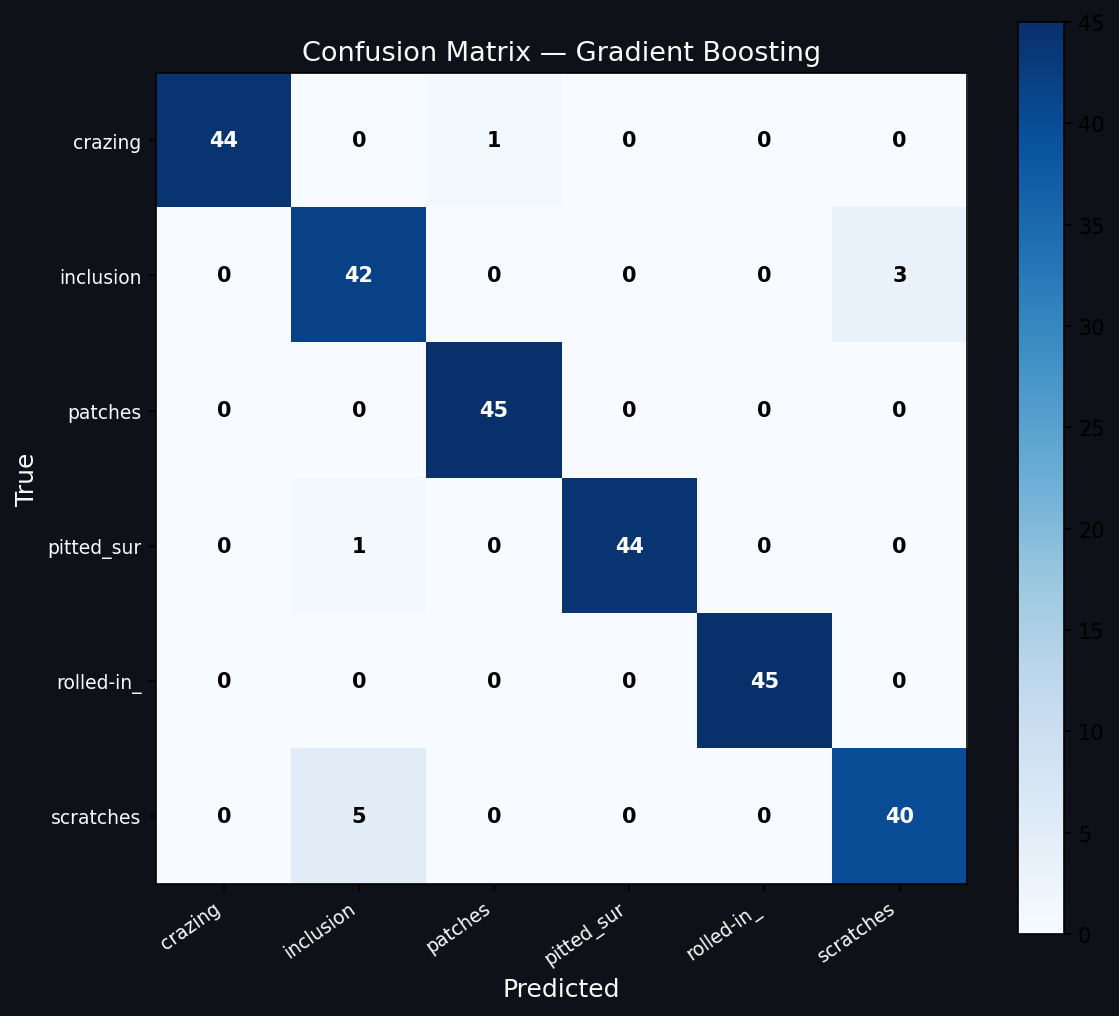 Confusion Matrix — Gradient Boosting
45
40
35
30
25
20
15
10
5
0
True
crazing 44 0 1 0 0 0
inclusion 0 42 0 0 0 3
patches 0 0 45 0 0 0
pitted_sur 0 1 0 44 0 0
rolled-in_ 0 0 0 0 45 0
scratches 0 5 0 0 0 40
crazing inclusion patches pitted_sur rolled-in_ scratches
Predicted